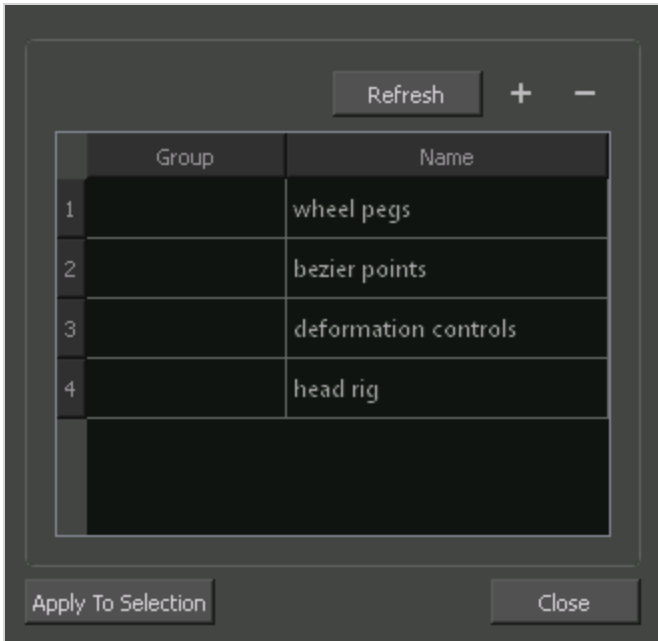 Refresh + −
Group Name
1 wheel pegs
2 bezier points
3 deformation controls
4 head rig
Apply To Selection Close